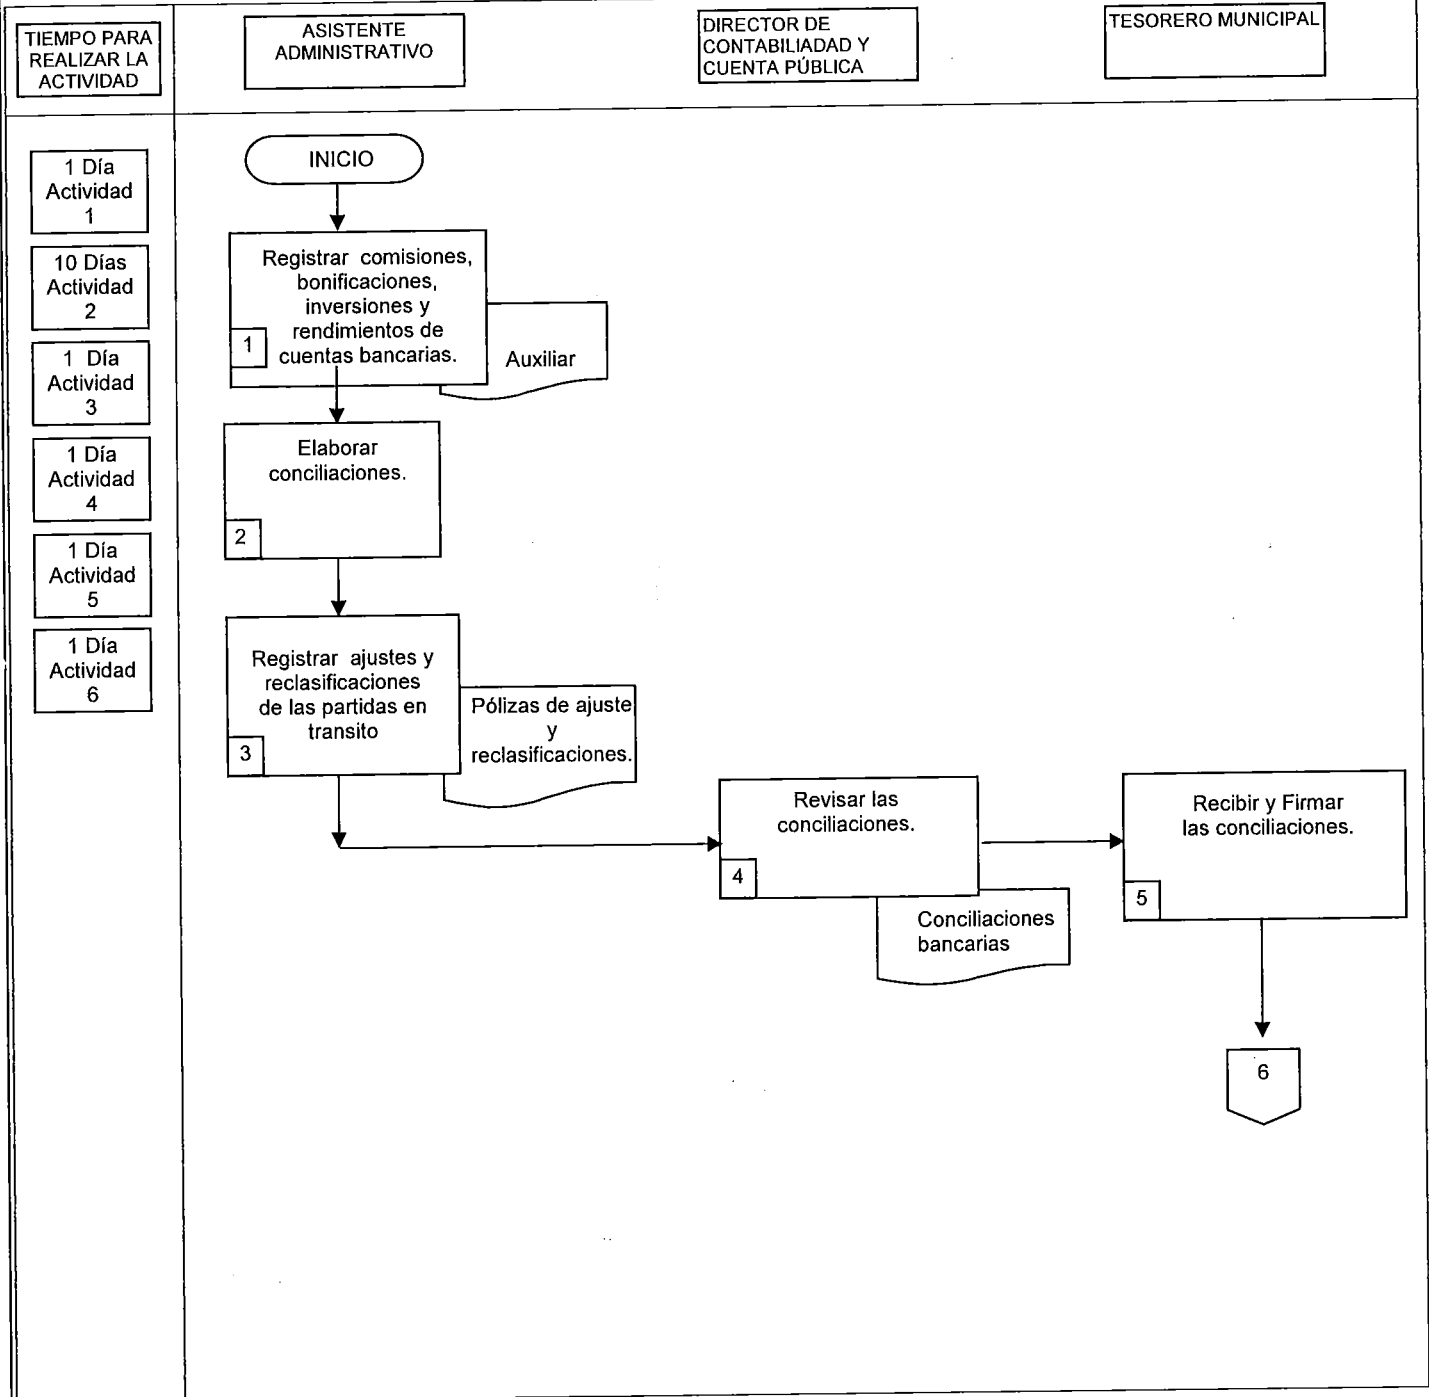 TIEMPO PARA
REALIZAR LA
ACTIVIDAD
ASISTENTE
ADMINISTRATIVO
DIRECTOR DE
CONTABILIADAD Y
CUENTA PÚBLICA
TESORERO MUNICIPAL
1 Día
Actividad
1
10 Días
Actividad
2
1 Día
Actividad
3
1 Día
Actividad
4
1 Día
Actividad
5
1 Día
Actividad
6
INICIO
Registrar comisiones,
bonificaciones,
inversiones y
rendimientos de
cuentas bancarias.
1
Auxiliar
Elaborar
conciliaciones.
2
Registrar ajustes y
reclasificaciones
de las partidas en
transito
3
Pólizas de ajuste
y
reclasificaciones.
Revisar las
conciliaciones.
4
Conciliaciones
bancarias
Recibir y Firmar
las conciliaciones.
5
6